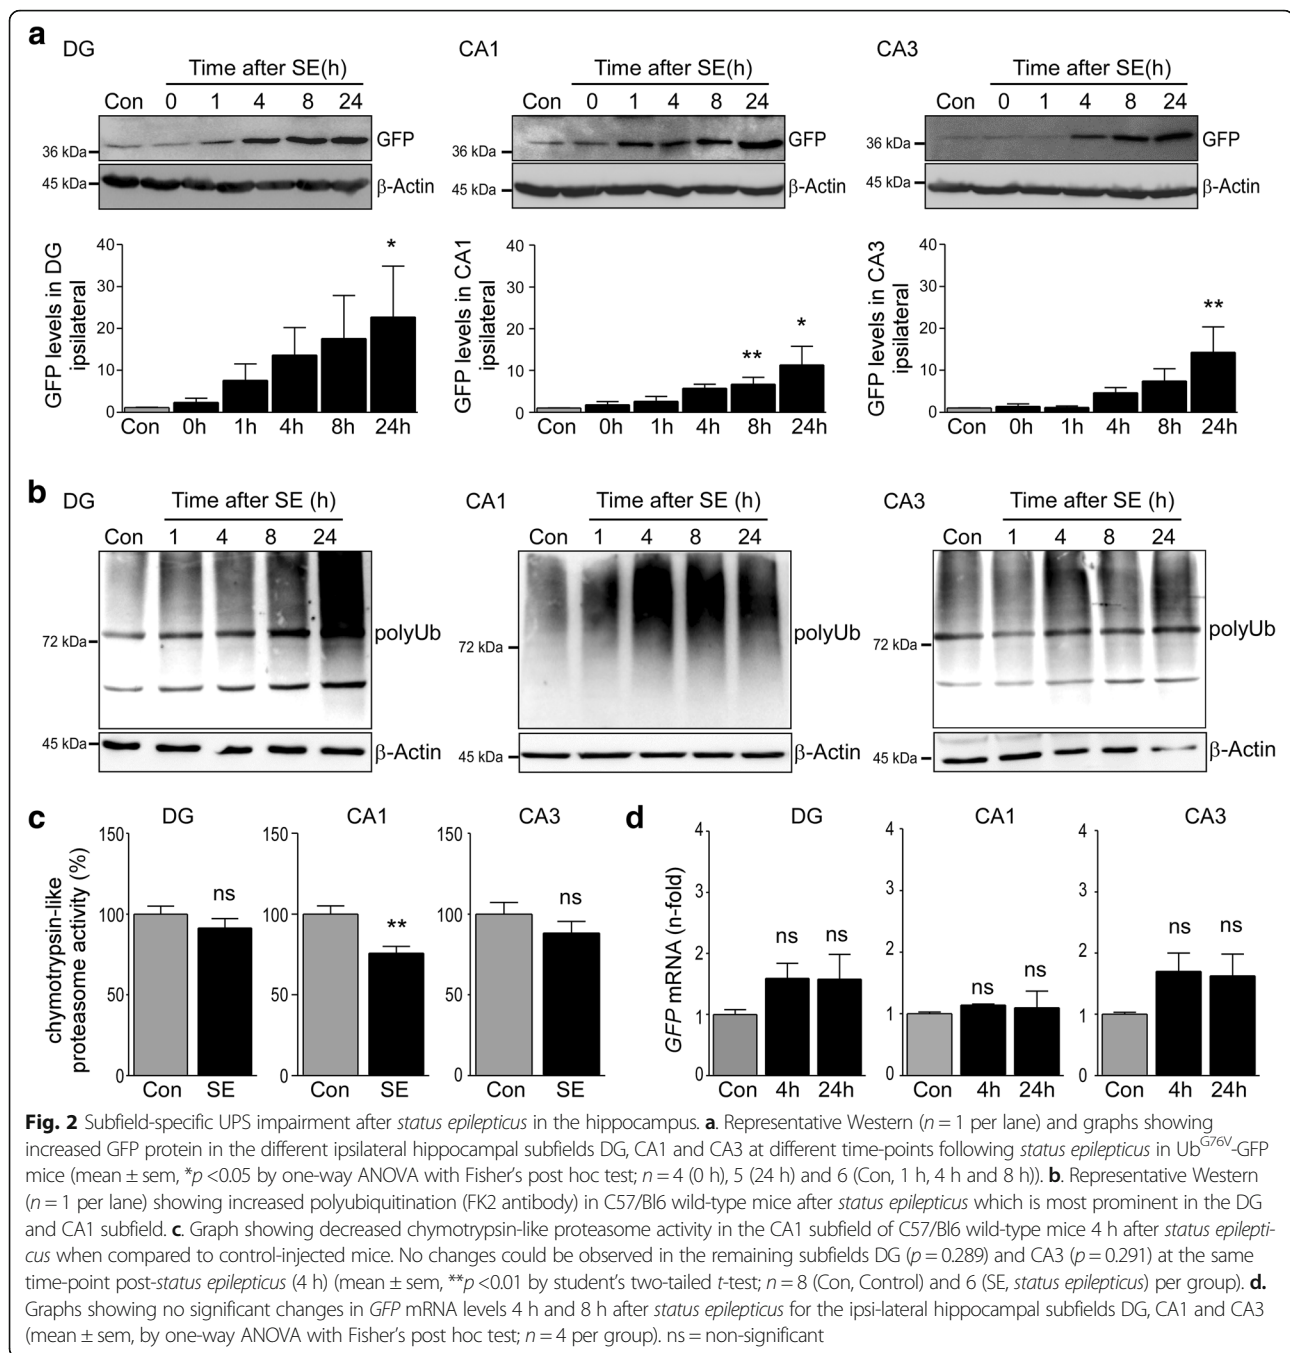 a
DG
Time after SE(h)
Con 0 1 4 8 24
36 kDa
GFP
45 kDa
β-Actin
CA1
Time after SE(h)
Con 0 1 4 8 24
36 kDa
GFP
45 kDa
β-Actin
CA3
Time after SE(h)
Con 0 1 4 8 24
36 kDa
GFP
45 kDa
β-Actin
GFP levels in DG
ipsilateral
40
30
20
10
0
*
Con 0h 1h 4h 8h 24h
GFP levels in CA1
ipsilateral
40
30
20
10
0
**
*
Con 0h 1h 4h 8h 24h
GFP levels in CA3
ipsilateral
40
30
20
10
0
**
Con 0h 1h 4h 8h 24h
b
DG
Time after SE (h)
Con 1 4 8 24
72 kDa
polyUb
45 kDa
β-Actin
CA1
Time after SE (h)
Con 1 4 8 24
72 kDa
polyUb
45 kDa
β-Actin
CA3
Time after SE (h)
Con 1 4 8 24
72 kDa
polyUb
45 kDa
β-Actin
c
chymotrypsin-like
proteasome activity (%)
DG
150
100
50
0
ns
Con SE
CA1
150
100
50
0
**
Con SE
CA3
150
100
50
0
ns
Con SE
d
GFP mRNA (n-fold)
DG
4
3
2
1
0
ns ns
Con 4h 24h
CA1
4
3
2
1
0
ns ns
Con 4h 24h
CA3
4
3
2
1
0
ns ns
Con 4h 24h
Fig. 2 Subfield-specific UPS impairment after status epilepticus in the hippocampus. a. Representative Western (n = 1 per lane) and graphs showing
increased GFP protein in the different ipsilateral hippocampal subfields DG, CA1 and CA3 at different time-points following status epilepticus in Ub^G76V-GFP
mice (mean ± sem, *p <0.05 by one-way ANOVA with Fisher's post hoc test; n = 4 (0 h), 5 (24 h) and 6 (Con, 1 h, 4 h and 8 h)). b. Representative Western
(n = 1 per lane) showing increased polyubiquitination (FK2 antibody) in C57/Bl6 wild-type mice after status epilepticus which is most prominent in the DG
and CA1 subfield. c. Graph showing decreased chymotrypsin-like proteasome activity in the CA1 subfield of C57/Bl6 wild-type mice 4 h after status epilepti-
cus when compared to control-injected mice. No changes could be observed in the remaining subfields DG (p = 0.289) and CA3 (p = 0.291) at the same
time-point post-status epilepticus (4 h) (mean ± sem, **p <0.01 by student's two-tailed t-test; n = 8 (Con, Control) and 6 (SE, status epilepticus) per group). d.
Graphs showing no significant changes in GFP mRNA levels 4 h and 8 h after status epilepticus for the ipsi-lateral hippocampal subfields DG, CA1 and CA3
(mean ± sem, by one-way ANOVA with Fisher's post hoc test; n = 4 per group). ns = non-significant